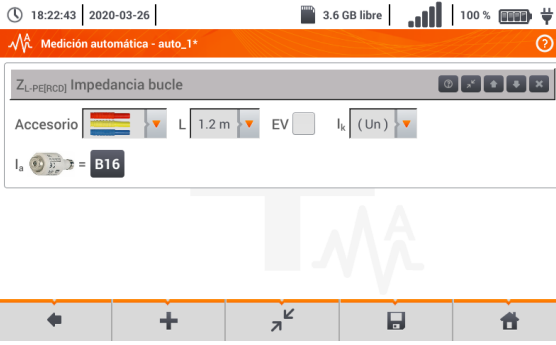 18:22:43 2020-03-26 3.6 GB libre 100 %
Medición automática - auto_1*
ZL-PE[RCD] Impedancia bucle
Accesorio L 1.2 m EV Ik ( Un )
Ia = B16